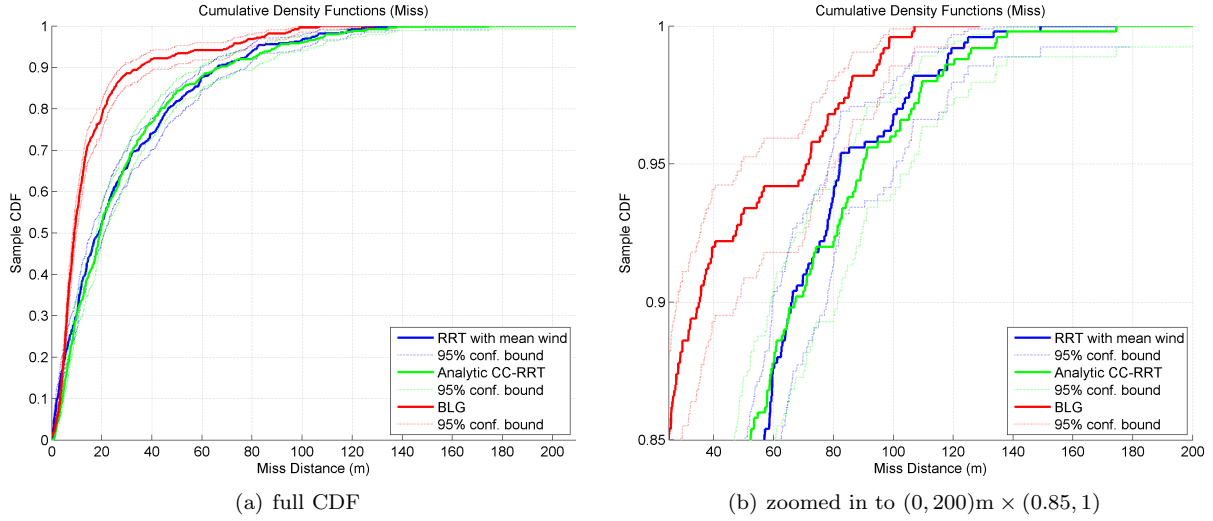 Cumulative Density Functions (Miss)
1
0.9
0.8
0.7
0.6
0.5
0.4
0.3
0.2
0.1
0
Sample CDF
0 20 40 60 80 100 120 140 160 180 200
Miss Distance (m)
RRT with mean wind
95% conf. bound
Analytic CC-RRT
95% conf. bound
BLG
95% conf. bound
(a) full CDF
Cumulative Density Functions (Miss)
1
0.95
0.9
0.85
Sample CDF
40 60 80 100 120 140 160 180 200
Miss Distance (m)
RRT with mean wind
95% conf. bound
Analytic CC-RRT
95% conf. bound
BLG
95% conf. bound
(b) zoomed in to (0, 200)m × (0.85, 1)